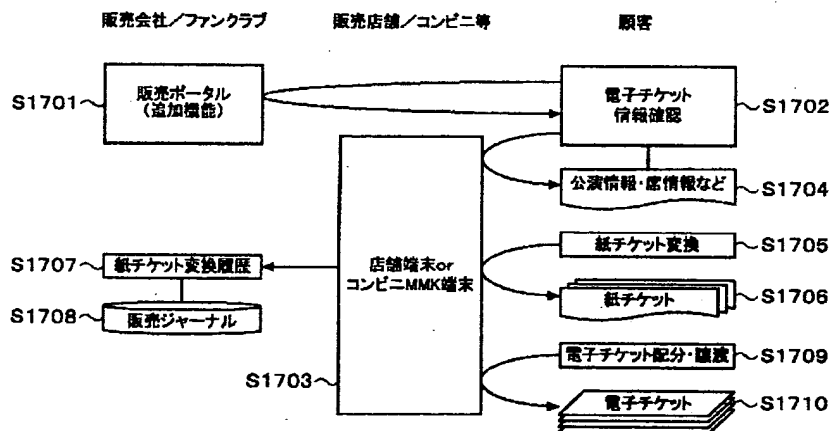 販売会社/ファンクラブ
販売店舗/コンビニ等
顧客
S1701
販売ポータル
(追加機能)
電子チケット
情報確認
S1702
公演情報・席情報など
S1704
S1707
紙チケット変換履歴
店舗端末or
コンビニMMK端末
紙チケット変換
S1705
紙チケット
S1706
S1708
販売ジャーナル
S1703
電子チケット配分・譲渡
S1709
電子チケット
S1710